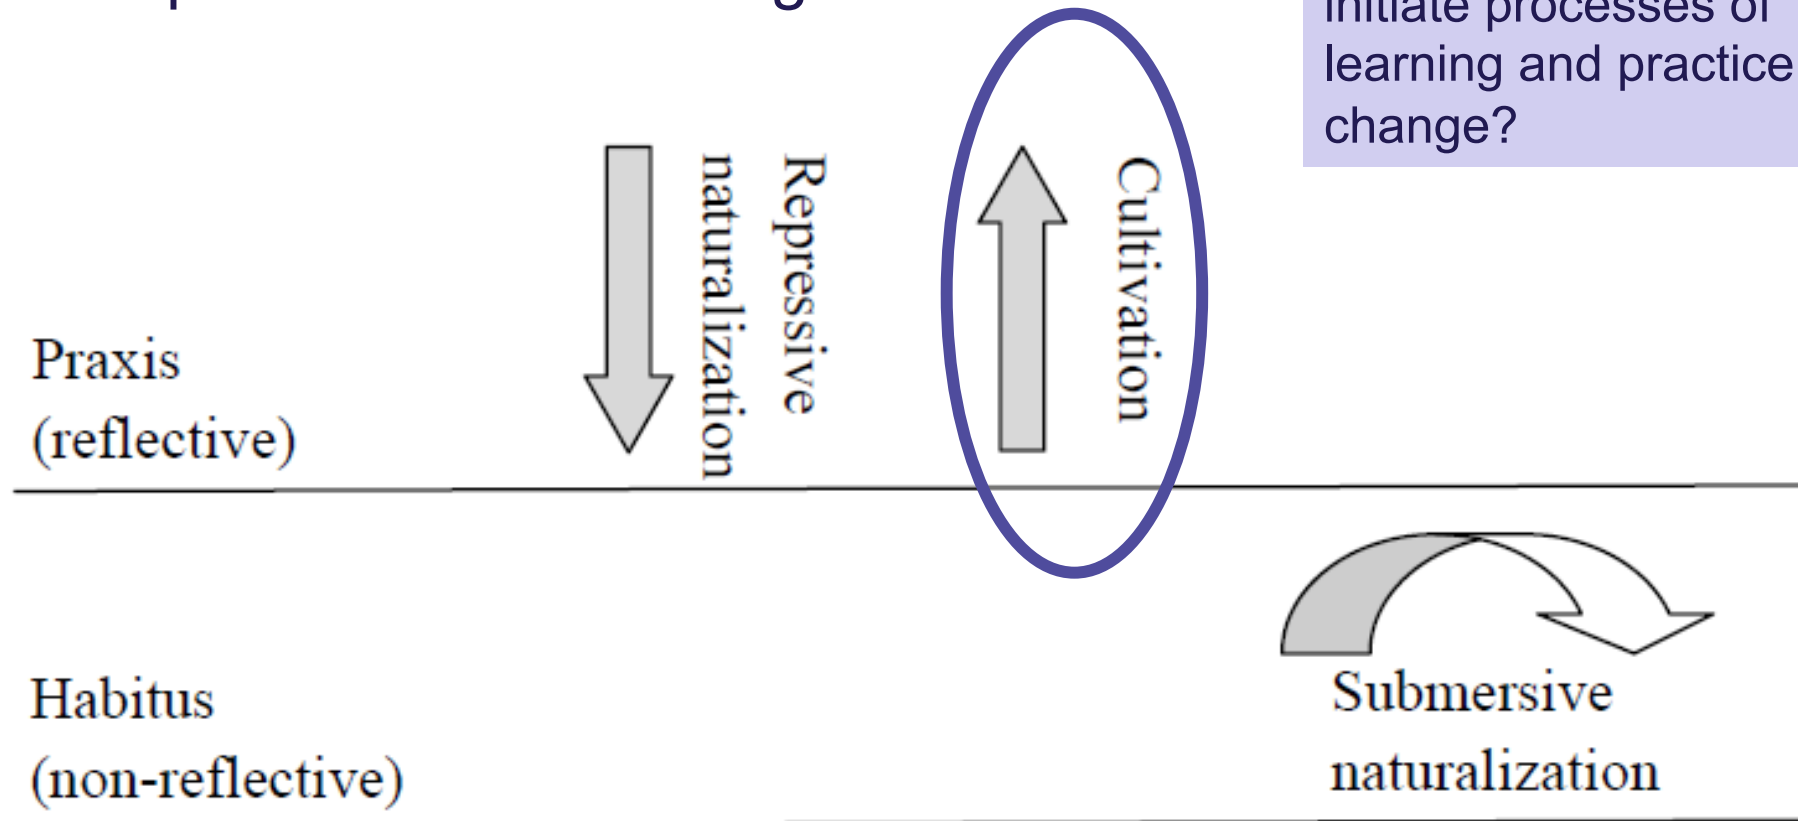 initiate processes of
learning and practice
change?
Repressive
naturalization
Cultivation
Praxis
(reflective)
Habitus
(non-reflective)
Submersive
naturalization